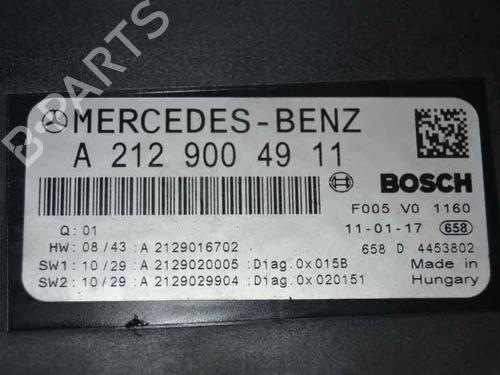 MERCEDES-BENZ
A 212 900 49 11
BOSCH
F005 V0 1160
Q: 01
11-01-17 658
HW: 08/43: A 2129016702
658 D 4453802
SW1: 10/29: A 2129020005 :Diag.0x015B
Made in
SW2: 10/29: A 2129029904 :Diag.0x020151
Hungary
B-PARTS